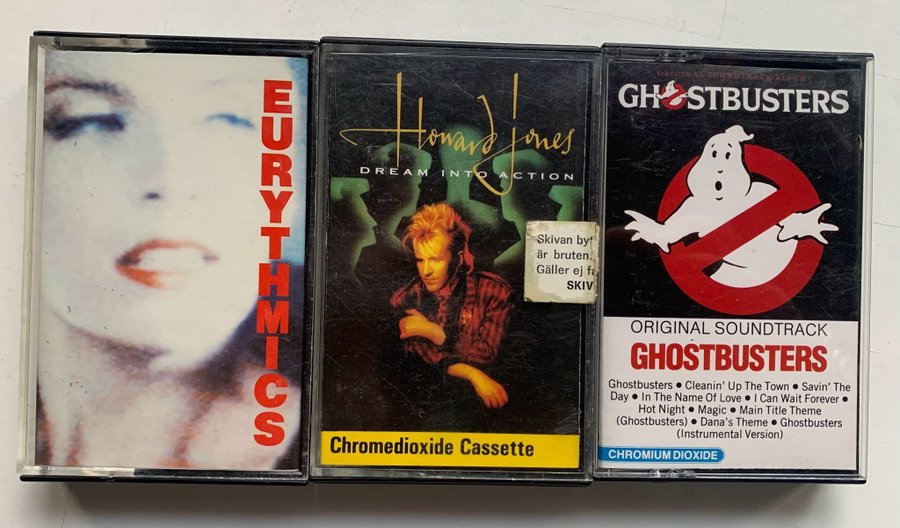 EURYTHMICS
Howard Jones
DREAM INTO ACTION
Skivan by
är bruten.
Gäller ej
SKIV
Chromedioxide Cassette
ORIGINAL SOUNDTRACK ALBUM
GHOSTBUSTERS
ORIGINAL SOUNDTRACK
GHOSTBUSTERS
Ghostbusters • Cleanin' Up The Town • Savin' The
Day • In The Name Of Love • I Can Wait Forever •
Hot Night • Magic • Main Title Theme
(Ghostbusters) • Dana's Theme • Ghostbusters
(Instrumental Version)
CHROMIUM DIOXIDE